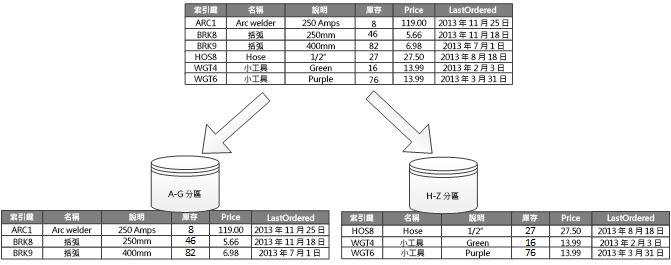 索引鍵 名稱 說明 庫存 Price LastOrdered
ARC1 Arc welder 250 Amps 8 119.00 2013 年 11 月 25 日
BRK8 括弧 250mm 46 5.66 2013 年 11 月 18 日
BRK9 括弧 400mm 82 6.98 2013 年 7 月 1 日
HOS8 Hose 1/2" 27 27.50 2013 年 8 月 18 日
WGT4 小工具 Green 16 13.99 2013 年 2 月 3 日
WGT6 小工具 Purple 76 13.99 2013 年 3 月 31 日
A-G 分區
H-Z 分區
索引鍵 名稱 說明 庫存 Price LastOrdered
ARC1 Arc welder 250 Amps 8 119.00 2013 年 11 月 25 日
BRK8 括弧 250mm 46 5.66 2013 年 11 月 18 日
BRK9 括弧 400mm 82 6.98 2013 年 7 月 1 日
索引鍵 名稱 說明 庫存 Price LastOrdered
HOS8 Hose 1/2" 27 27.50 2013 年 8 月 18 日
WGT4 小工具 Green 16 13.99 2013 年 2 月 3 日
WGT6 小工具 Purple 76 13.99 2013 年 3 月 31 日